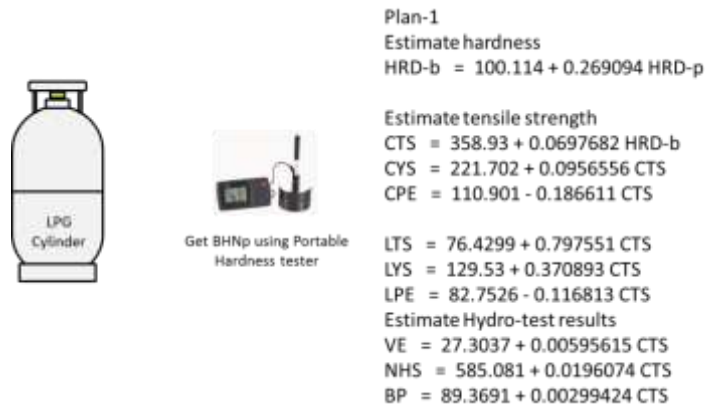 Plan-1
Estimate hardness
HRD-b = 100.114 + 0.269094 HRD-p
Estimate tensile strength
CTS = 358.93 + 0.0697682 HRD-b
CYS = 221.702 + 0.0956556 CTS
CPE = 110.901 - 0.186611 CTS
LTS = 76.4299 + 0.797551 CTS
LYS = 129.53 + 0.370893 CTS
LPE = 82.7526 - 0.116813 CTS
Estimate Hydro-test results
VE = 27.3037 + 0.00595615 CTS
NHS = 585.081 + 0.0196074 CTS
BP = 89.3691 + 0.00299424 CTS
LPG
Cylinder
Get BHNp using Portable
Hardness tester